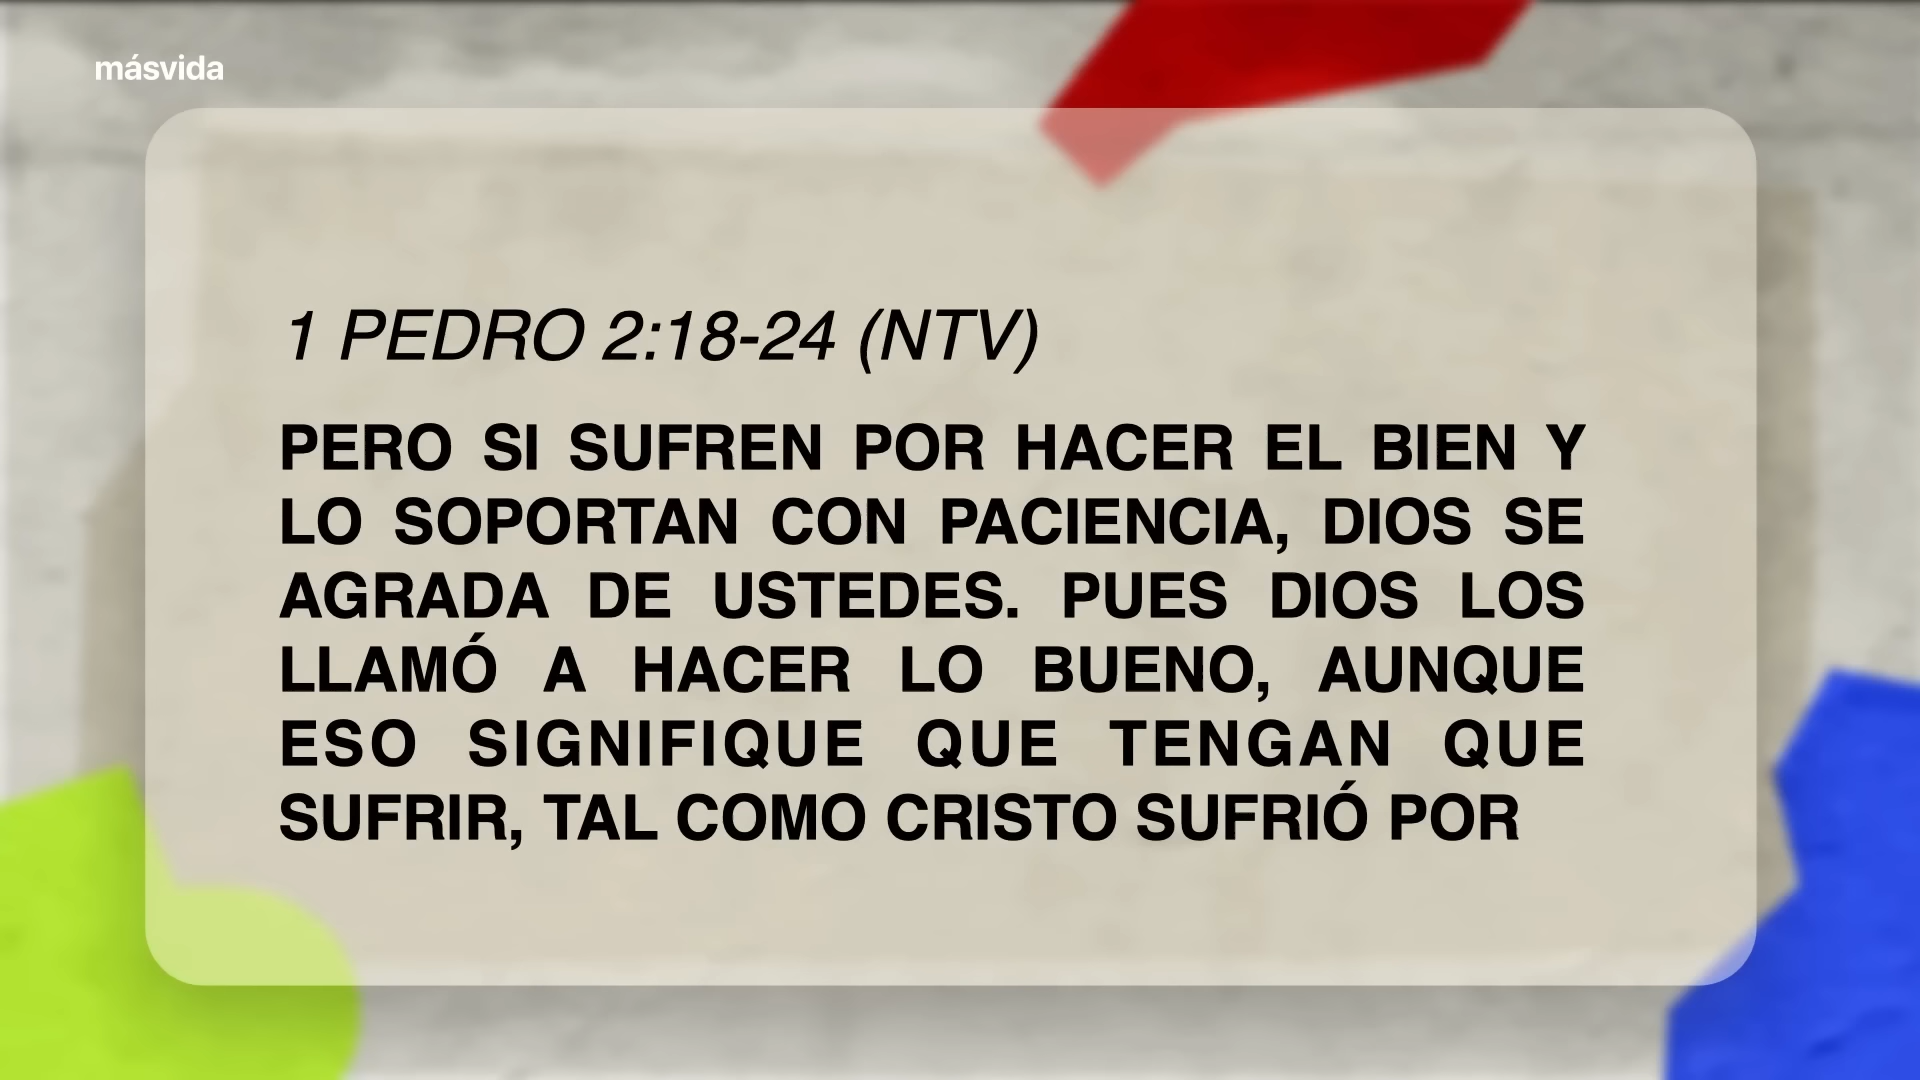 másvida
1 PEDRO 2:18-24 (NTV)
PERO SI SUFREN POR HACER EL BIEN Y
LO SOPORTAN CON PACIENCIA, DIOS SE
AGRADA DE USTEDES. PUES DIOS LOS
LLAMÓ A HACER LO BUENO, AUNQUE
ESO SIGNIFIQUE QUE TENGAN QUE
SUFRIR, TAL COMO CRISTO SUFRIÓ POR